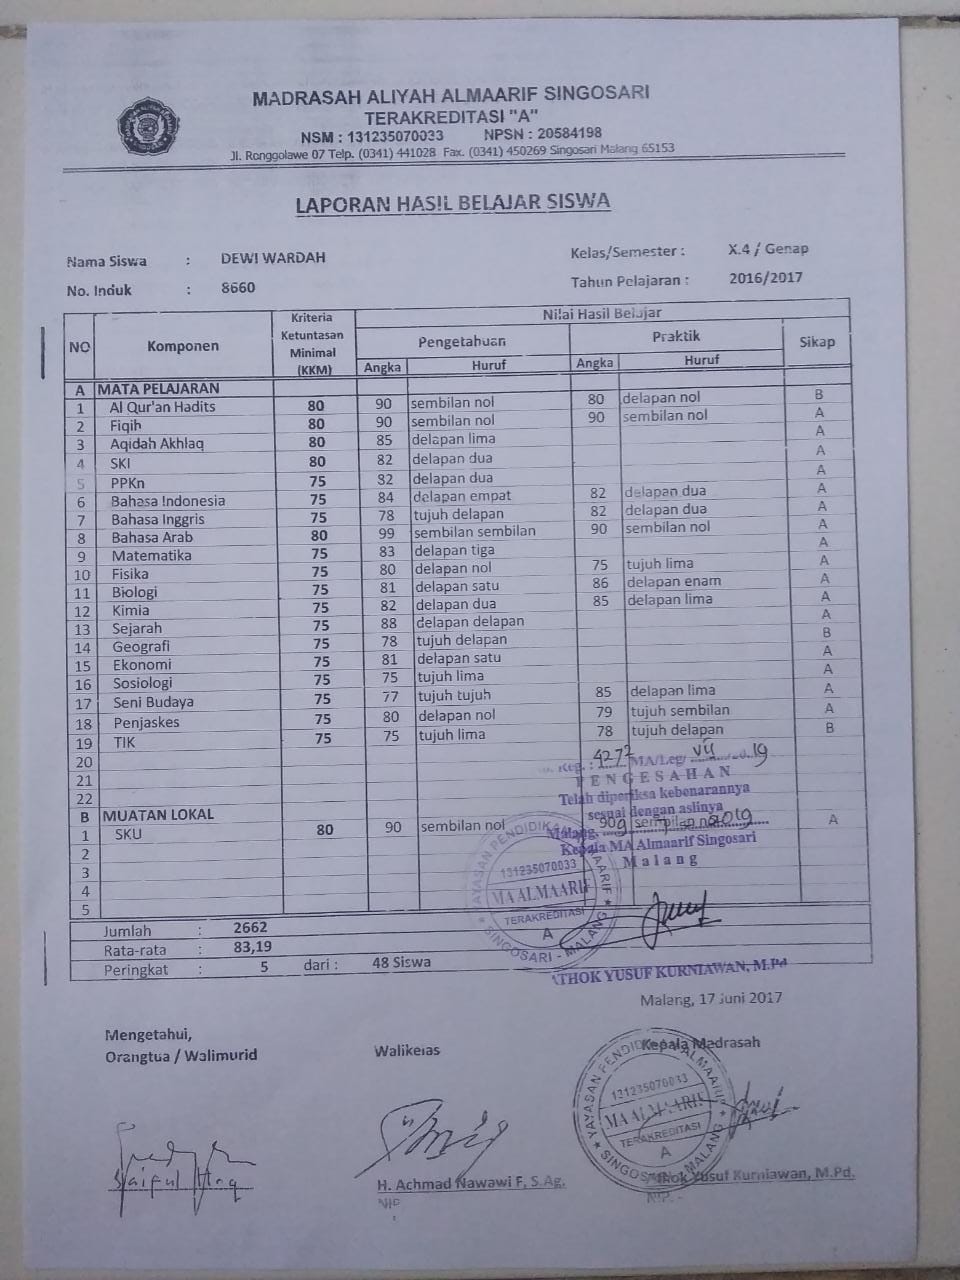 MADRASAH ALIYAH ALMAARIF SINGOSARI
TERAKREDITASI "A"
NSM : 131235070033 NPSN : 20584198
Jl. Ronggolawe 07 Telp. (0341) 441028 Fax. (0341) 450269 Singosari Malang 65153
LAPORAN HASIL BELAJAR SISWA
Nama Siswa : DEWI WARDAH Kelas/Semester : X.4 / Genap
No. Induk : 8660 Tahun Pelajaran : 2016/2017
NO Komponen Kriteria Ketuntasan Minimal (KKM) Nilai Hasil Belajar
Pengetahuan Praktik Sikap
Angka Huruf Angka Huruf
A MATA PELAJARAN
1 Al Qur'an Hadits 80 90 sembilan nol 80 delapan nol B
2 Fiqih 80 90 sembilan nol 90 sembilan nol A
3 Aqidah Akhlaq 80 85 delapan lima A
4 SKI 80 82 delapan dua A
5 PPKn 75 82 delapan dua A
6 Bahasa Indonesia 75 84 delapan empat 82 delapan dua A
7 Bahasa Inggris 75 78 tujuh delapan 82 delapan dua A
8 Bahasa Arab 80 99 sembilan sembilan 90 sembilan nol A
9 Matematika 75 83 delapan tiga A
10 Fisika 75 80 delapan nol 75 tujuh lima A
11 Biologi 75 81 delapan satu 86 delapan enam A
12 Kimia 75 82 delapan dua 85 delapan lima A
13 Sejarah 75 88 delapan delapan A
14 Geografi 75 78 tujuh delapan B
15 Ekonomi 75 81 delapan satu A
16 Sosiologi 75 75 tujuh lima A
17 Seni Budaya 75 77 tujuh tujuh 85 delapan lima A
18 Penjaskes 75 80 delapan nol 79 tujuh sembilan A
19 TIK 75 75 tujuh lima 78 tujuh delapan B
20
21
22
B MUATAN LOKAL
1 SKU 80 90 sembilan nol 90 sembilan nol A
2
3
4
5
Reg. : 4272 MA/Leg/ VII 19
PENGESAHAN
Telah diperiksa kebenarannya
sesuai dengan aslinya
Malang, 9 2019
Kepala MA Almaarif Singosari
Malang
YAYASAN PENDIDIKAN ALMAARIF
131235070033
MA ALMAARIF
TERAKREDITASI
A
SINGOSARI - MALANG
ATHOK YUSUF KURNIAWAN, M.Pd
Jumlah : 2662
Rata-rata : 83,19
Peringkat : 5 dari : 48 Siswa
Malang, 17 Juni 2017
Mengetahui,
Orangtua / Walimurid Walikelas Kepala Madrasah
YAYASAN PENDIDIKAN ALMAARIF
131235070033
MA ALMAARIF
TERAKREDITASI
A
SINGOSARI - MALANG
Saiful Haq
H. Achmad Nawawi F, S.Ag. Athok Yusuf Kurniawan, M.Pd.
NIP : NIP. -